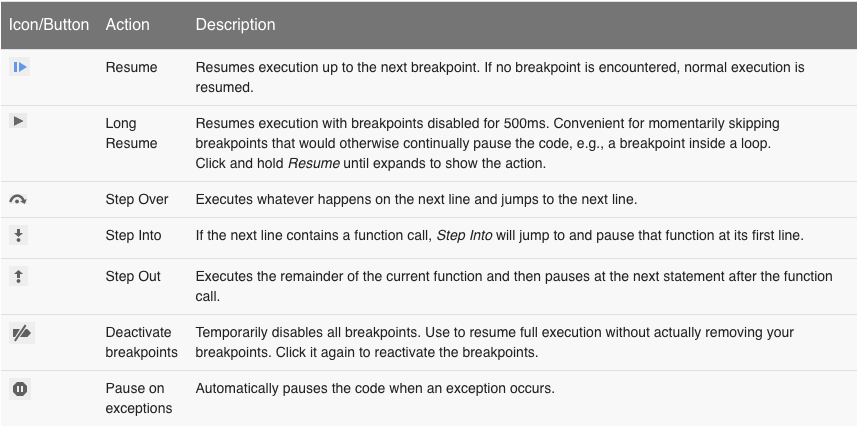 Icon/Button Action Description
Resume Resumes execution up to the next breakpoint. If no breakpoint is encountered, normal execution is
resumed.
Long Resumes execution with breakpoints disabled for 500ms. Convenient for momentarily skipping
Resume breakpoints that would otherwise continually pause the code, e.g., a breakpoint inside a loop.
Click and hold Resume until expands to show the action.
Step Over Executes whatever happens on the next line and jumps to the next line.
Step Into If the next line contains a function call, Step Into will jump to and pause that function at its first line.
Step Out Executes the remainder of the current function and then pauses at the next statement after the function
call.
Deactivate Temporarily disables all breakpoints. Use to resume full execution without actually removing your
breakpoints breakpoints. Click it again to reactivate the breakpoints.
Pause on Automatically pauses the code when an exception occurs.
exceptions